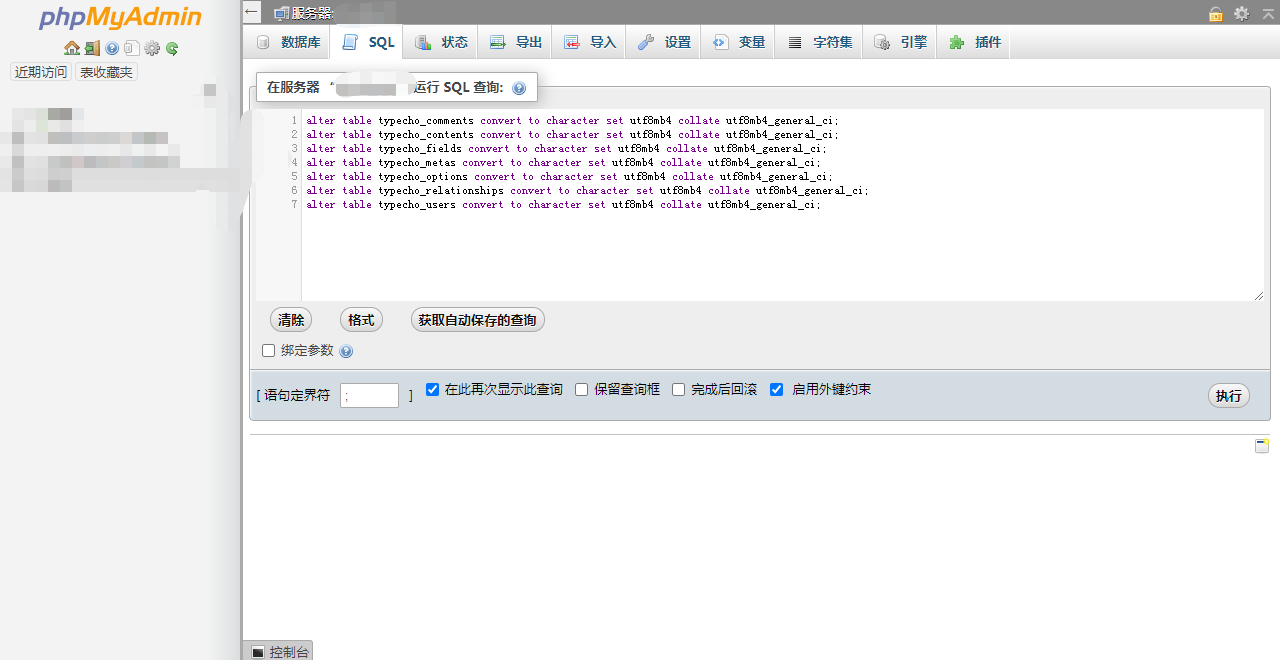 phpMyAdmin
近期访问 表收藏夹
服务器:
数据库 SQL 状态 导出 导入 设置 变量 字符集 引擎 插件
在服务器 “ 运行 SQL 查询:
1 alter table typecho_comments convert to character set utf8mb4 collate utf8mb4_general_ci;
2 alter table typecho_contents convert to character set utf8mb4 collate utf8mb4_general_ci;
3 alter table typecho_fields convert to character set utf8mb4 collate utf8mb4_general_ci;
4 alter table typecho_metas convert to character set utf8mb4 collate utf8mb4_general_ci;
5 alter table typecho_options convert to character set utf8mb4 collate utf8mb4_general_ci;
6 alter table typecho_relationships convert to character set utf8mb4 collate utf8mb4_general_ci;
7 alter table typecho_users convert to character set utf8mb4 collate utf8mb4_general_ci;
清除 格式 获取自动保存的查询
绑定参数
[ 语句定界符 ; ] 在此再次显示此查询 保留查询框 完成后回滚 启用外键约束 执行
控制台